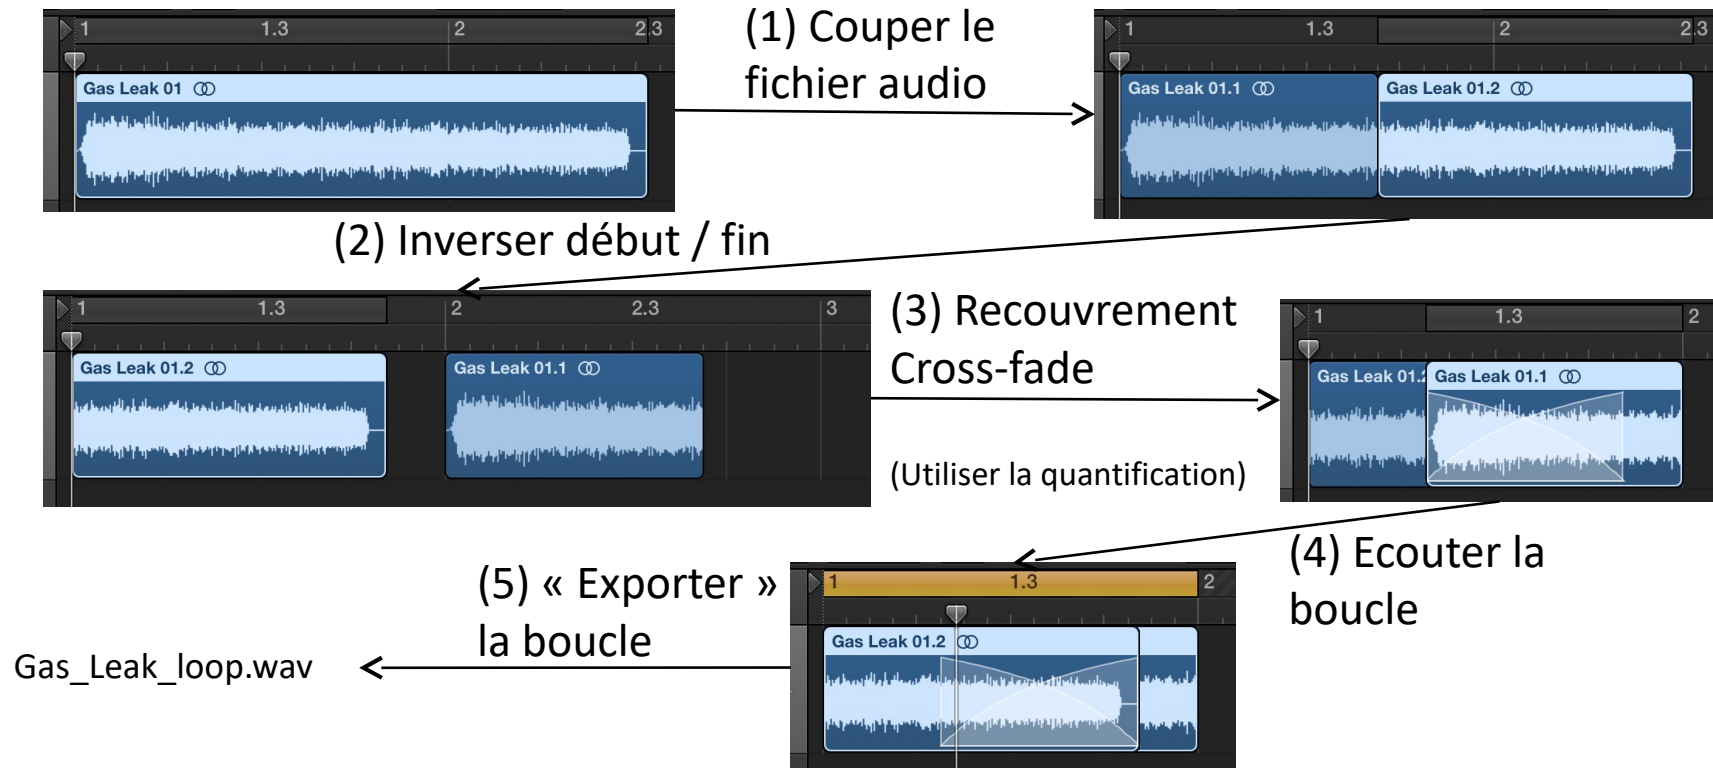 1 1.3 2 2.3
Gas Leak 01
(1) Couper le
fichier audio
1 1.3 2 2.3
Gas Leak 01.1 Gas Leak 01.2
(2) Inverser début / fin
1 1.3 2 2.3 3
Gas Leak 01.2 Gas Leak 01.1
(3) Recouvrement
Cross-fade
(Utiliser la quantification)
1 1.3 2
Gas Leak 01.2 Gas Leak 01.1
(4) Ecouter la
boucle
1 1.3 2
Gas Leak 01.2
(5) « Exporter »
la boucle
Gas_Leak_loop.wav